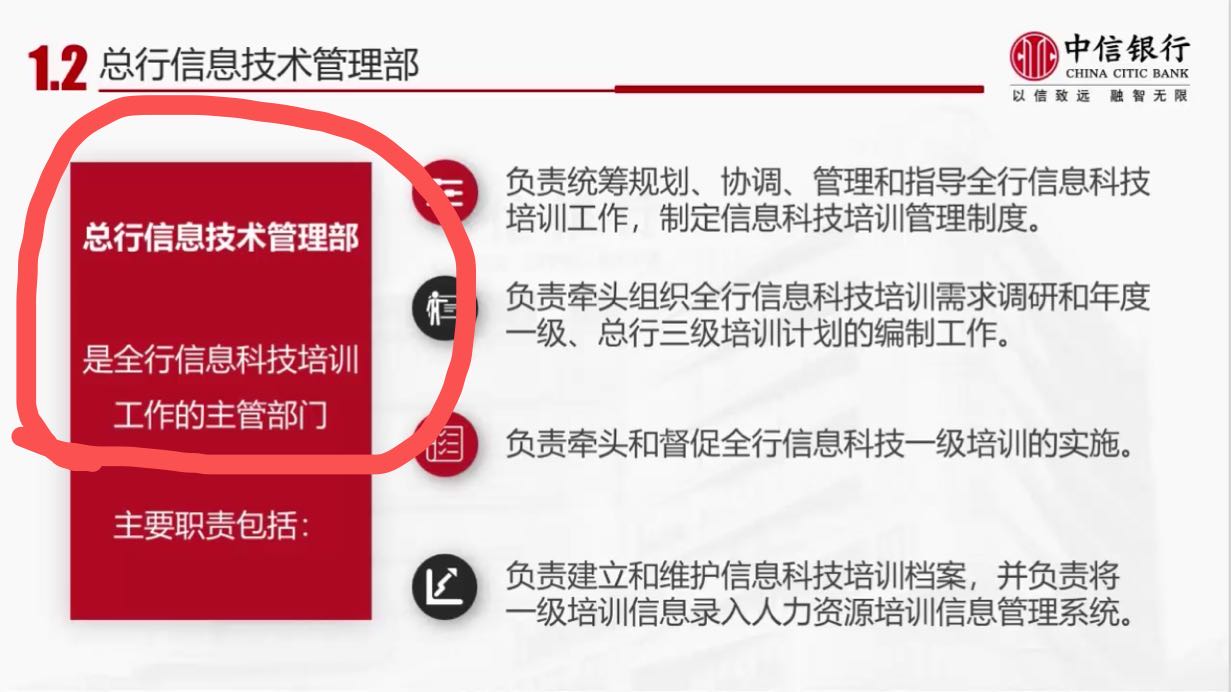 1.2 总行信息技术管理部
中信银行
CHINA CITIC BANK
以信致远 融智无限
总行信息技术管理部
是全行信息科技培训
工作的主管部门
主要职责包括：
负责统筹规划、协调、管理和指导全行信息科技
培训工作，制定信息科技培训管理制度。
负责牵头组织全行信息科技培训需求调研和年度
一级、总行三级培训计划的编制工作。
负责牵头和督促全行信息科技一级培训的实施。
负责建立和维护信息科技培训档案，并负责将
一级培训信息录入人力资源培训信息管理系统。